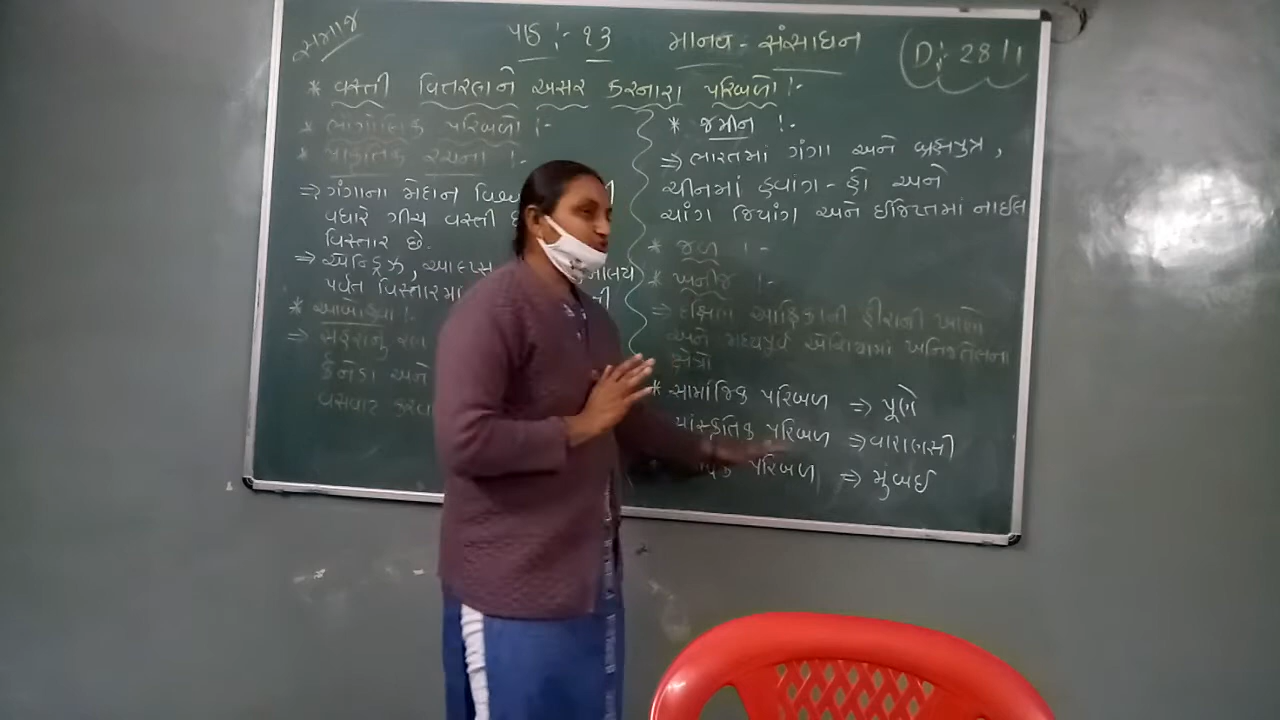 સમાજ
પાઠ :- ૧૩ માનવ - સંસાધન
D:- 28/1
* વસ્તી વિતરણને અસર કરનારા પરિબળો :-
* ભૌગોલિક પરિબળો :-
* પ્રાકૃતિક રચના :-
⇒ ગંગાના મેદાન
વધારે ગીચ વસ્તી
વિસ્તાર છે.
⇒ એન્ડિઝ, આલ્પ્સ
પર્વત વિસ્તારમાં
* આબોહવા :-
⇒ સહરાનું રણ
કેનેડા અને
વસવાટ કરવા
* જમીન :-
⇒ ભારતમાં ગંગા અને બ્રહ્મપુત્ર,
ચીનમાં હવાંગ - હો અને
ચાંગ જિયાંગ અને ઈજિપ્તમાં નાઈલ
* જળ :-
* ખનીજ :-
⇒ દક્ષિણ આફ્રિકાની હીરાની ખાણો
અને મધ્યપૂર્વ એશિયામાં ખનિજતેલના
ક્ષેત્રો
* સામાજિક પરિબળ ⇒ પૂણે
સાંસ્કૃતિક પરિબળ ⇒ વારાણસી
પરિબળ ⇒ મુંબઈ